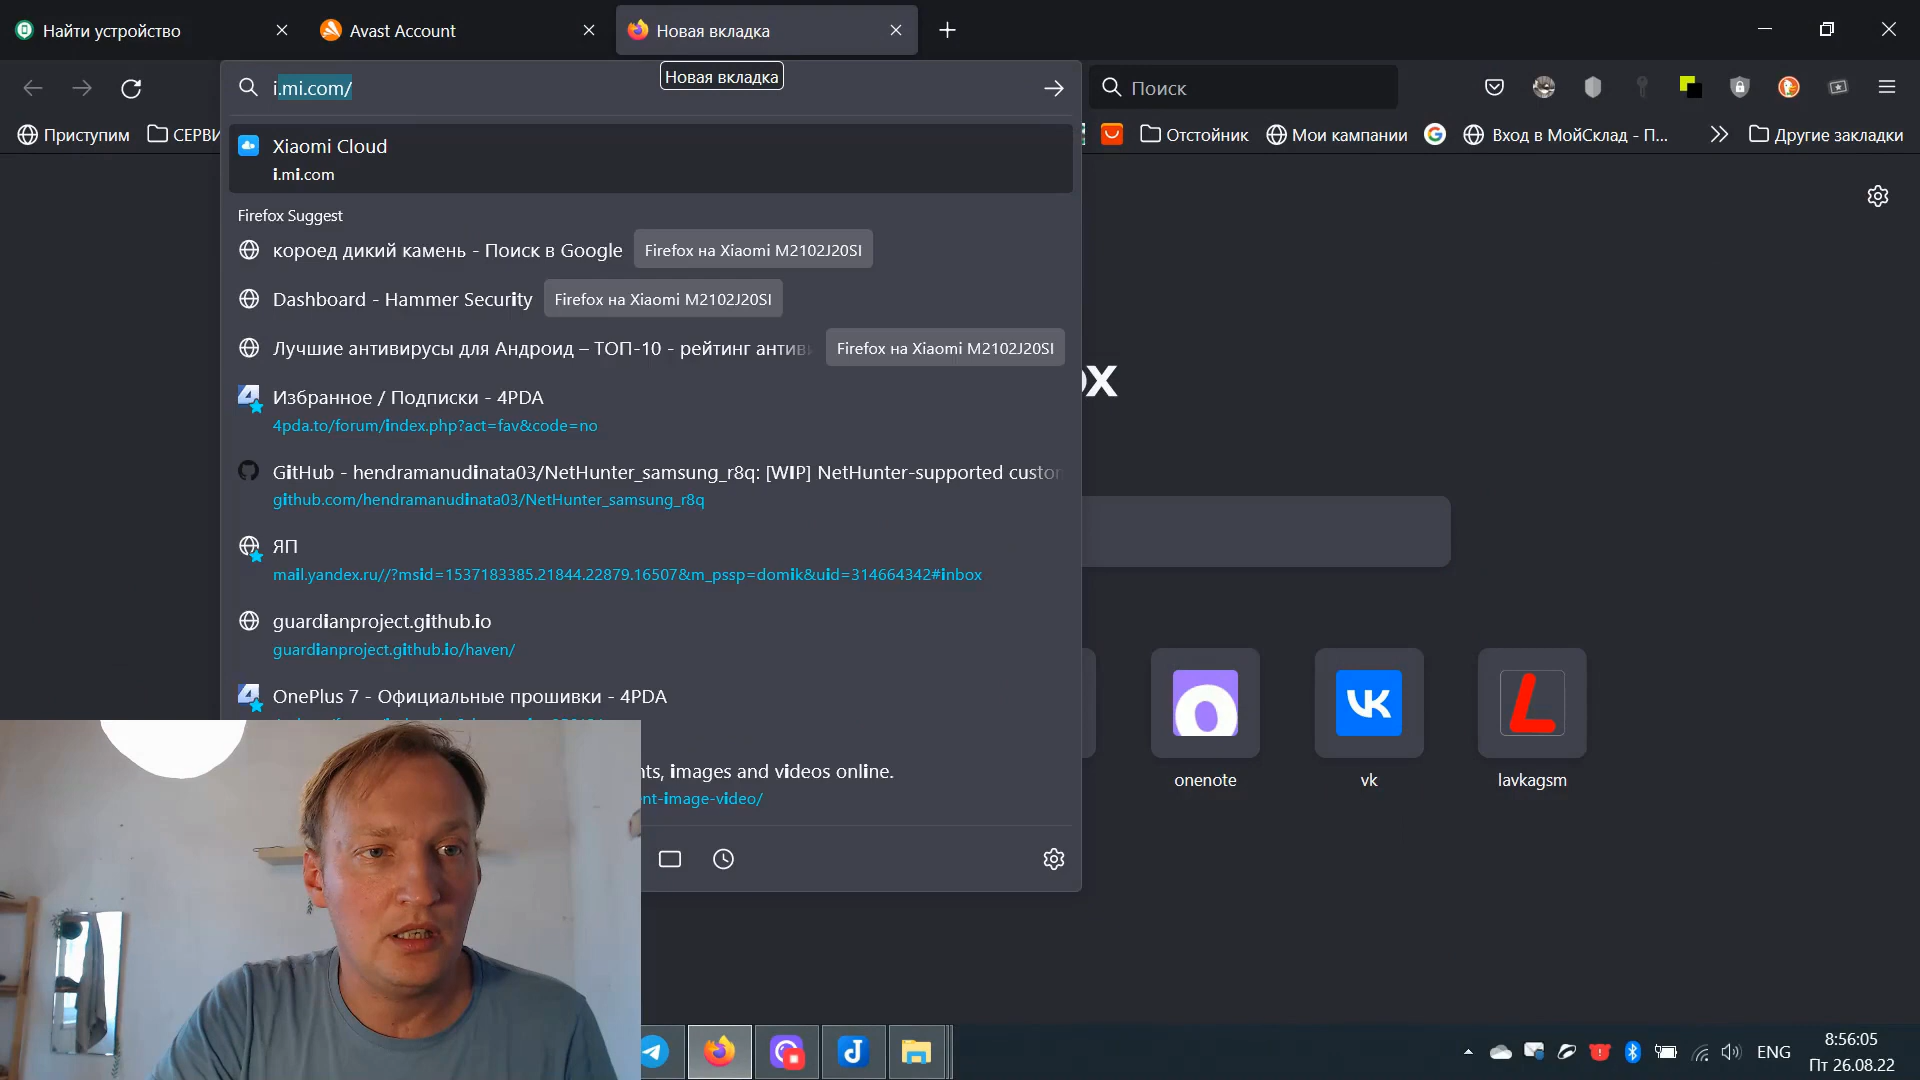 Найти устройство
Avast Account
Новая вкладка
i.mi.com/
Новая вкладка
Поиск
Приступим
СЕРВИ
Отстойник
Мои кампании
Вход в МойСклад - П...
Другие закладки
Xiaomi Cloud
i.mi.com
Firefox Suggest
короед дикий камень - Поиск в Google
Firefox на Xiaomi M2102J20SI
Dashboard - Hammer Security
Firefox на Xiaomi M2102J20SI
Лучшие антивирусы для Андроид – ТОП-10 - рейтинг антиви
Firefox на Xiaomi M2102J20SI
Избранное / Подписки - 4PDA
4pda.to/forum/index.php?act=fav&code=no
GitHub - hendramanudinata03/NetHunter_samsung_r8q: [WIP] NetHunter-supported custom
github.com/hendramanudinata03/NetHunter_samsung_r8q
ЯП
mail.yandex.ru//?msid=1537183385.21844.22879.16507&m_pssp=domik&uid=314664342#inbox
guardianproject.github.io
guardianproject.github.io/haven/
OnePlus 7 - Официальные прошивки - 4PDA
nts, images and videos online.
ent-image-video/
ox
onenote
vk
lavkagsm
ENG
8:56:05
Пт 26.08.22